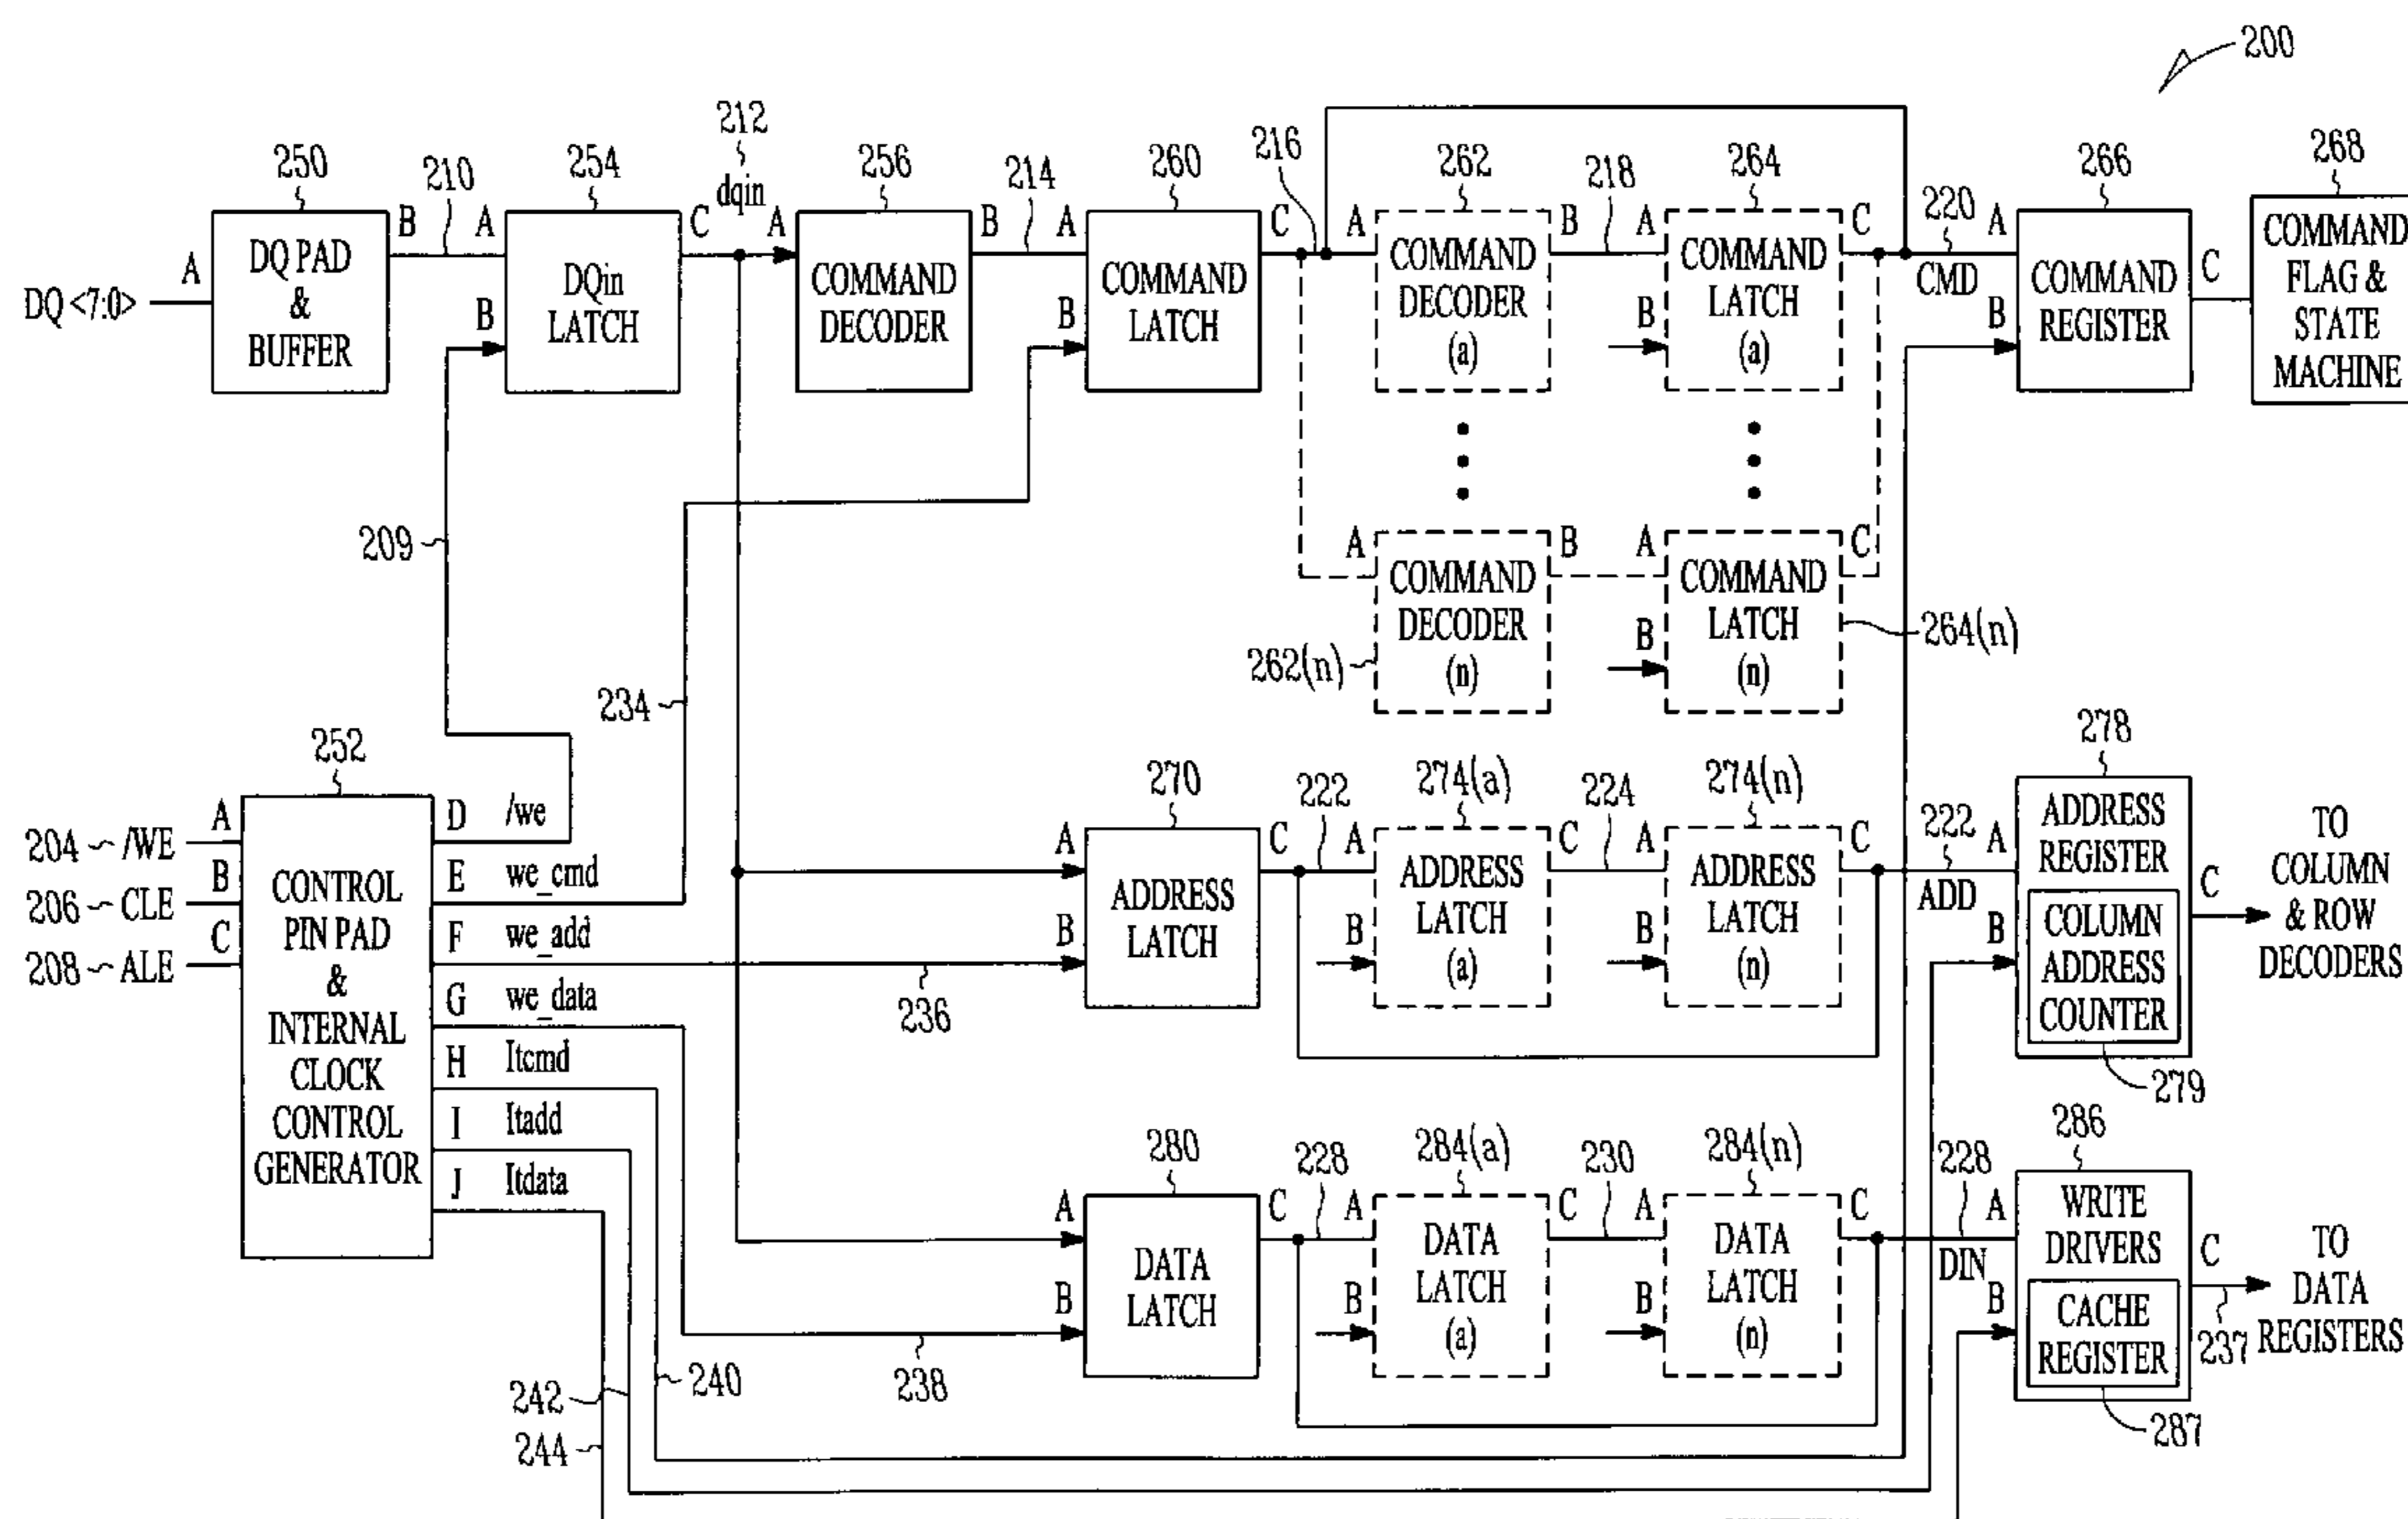 200
250
210
254
212
dqin
256
214
260
216
262
218
264
220
266
268
A
DQ <7:0>
DQ PAD
&
BUFFER
B
A
B
DQin
LATCH
C
A
COMMAND
DECODER
B
A
B
COMMAND
LATCH
C
A
COMMAND
DECODER
(a)
B
A
B
COMMAND
LATCH
(a)
C
CMD
A
B
COMMAND
REGISTER
C
COMMAND
FLAG &
STATE
MACHINE
209
234
A
COMMAND
DECODER
(n)
262(n)
B
A
B
COMMAND
LATCH
(n)
C
264(n)
252
204 /WE
206 CLE
208 ALE
A
B
C
CONTROL
PIN PAD
&
INTERNAL
CLOCK
CONTROL
GENERATOR
D /we
E we_cmd
F we_add
G we_data
H ltcmd
I ltadd
J ltdata
236
238
240
242
244
270
222
274(a)
224
274(n)
222
278
A
B
ADDRESS
LATCH
C
A
B
ADDRESS
LATCH
(a)
C
A
B
ADDRESS
LATCH
(n)
C
ADD
A
B
ADDRESS
REGISTER
COLUMN
ADDRESS
COUNTER
279
C
TO
COLUMN
& ROW
DECODERS
280
228
284(a)
230
284(n)
228
286
A
B
DATA
LATCH
C
A
B
DATA
LATCH
(a)
C
A
B
DATA
LATCH
(n)
C
DIN
A
B
WRITE
DRIVERS
CACHE
REGISTER
287
C
237
TO
DATA
REGISTERS